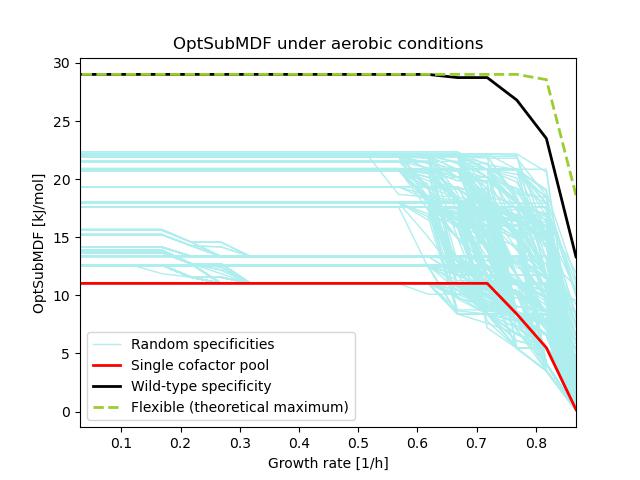 OptSubMDF under aerobic conditions
30
25
20
15
10
5
0
OptSubMDF [kJ/mol]
Random specificities
Single cofactor pool
Wild-type specificity
Flexible (theoretical maximum)
0.1 0.2 0.3 0.4 0.5 0.6 0.7 0.8
Growth rate [1/h]